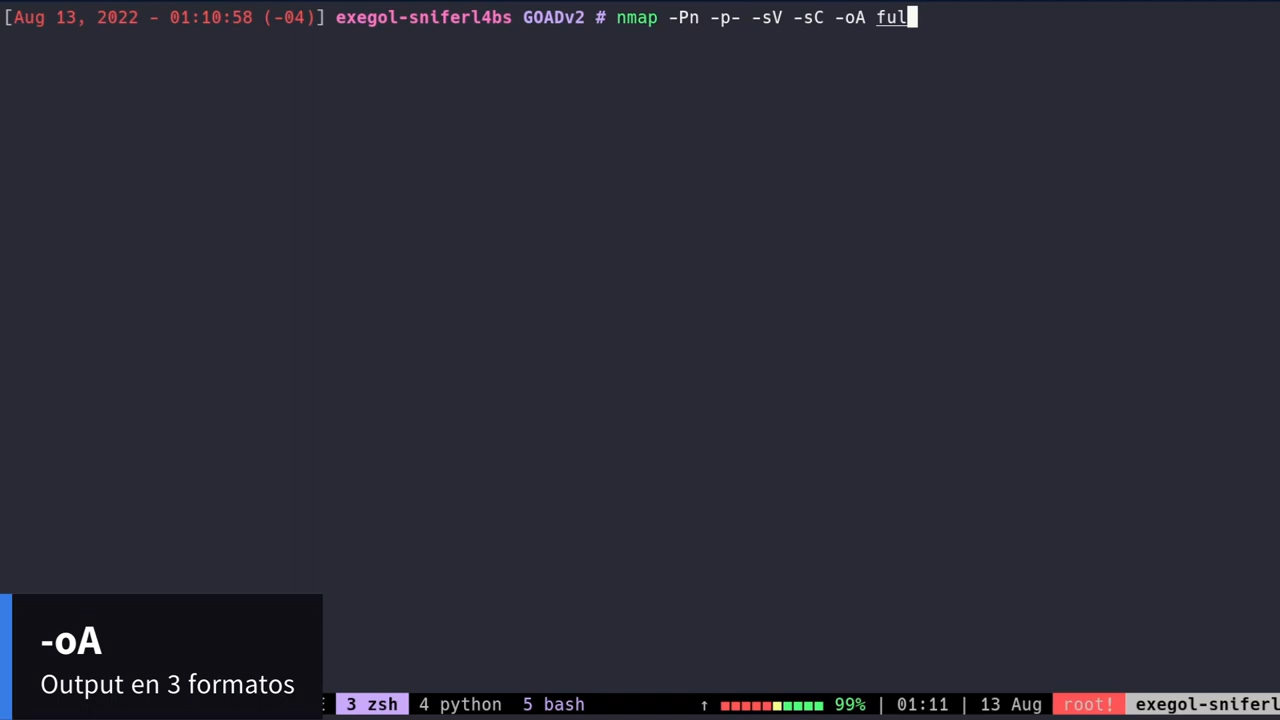 [Aug 13, 2022 - 01:10:58 (-04)] exegol-sniferl4bs GOADv2 # nmap -Pn -p- -sV -sC -oA ful
-oA
Output en 3 formatos
3 zsh 4 python 5 bash ↑ 99% | 01:11 | 13 Aug root! exegol-sniferl